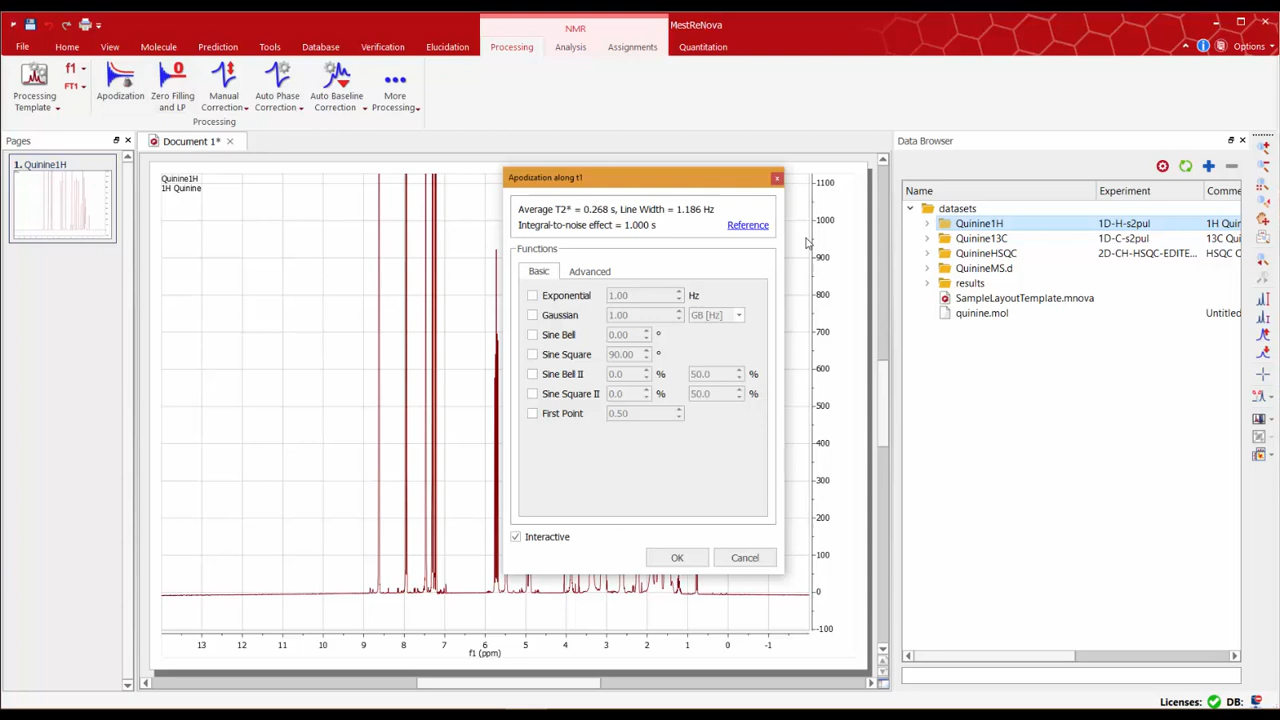 NMR
MestReNova
File Home View Molecule Prediction Tools Database Verification Elucidation Processing Analysis Assignments Quantitation Options
Processing Template
f1
FT1
Apodization
Zero Filling and LP
Manual Correction
Auto Phase Correction
Auto Baseline Correction
More Processing
Processing
Pages
Document 1*
Data Browser
1. Quinine1H
Quinine1H
1H Quinine
Apodization along t1
Average T2* = 0.268 s, Line Width = 1.186 Hz
Integral-to-noise effect = 1.000 s
Reference
Functions
Basic Advanced
Exponential 1.00 Hz
Gaussian 1.00 GB [Hz]
Sine Bell 0.00 °
Sine Square 90.00 °
Sine Bell II 0.0 % 50.0 %
Sine Square II 0.0 % 50.0 %
First Point 0.50
Interactive
OK Cancel
1100
1000
900
800
700
600
500
400
300
200
100
0
-100
13 12 11 10 9 8 7 6 5 4 3 2 1 0 -1
f1 (ppm)
Name Experiment Comme
datasets
Quinine1H 1D-H-s2pul 1H Quin
Quinine13C 1D-C-s2pul 13C Qui
QuinineHSQC 2D-CH-HSQC-EDITE... HSQC
QuinineMS.d
results
SampleLayoutTemplate.mnova
quinine.mol Untitled
Licenses: DB: